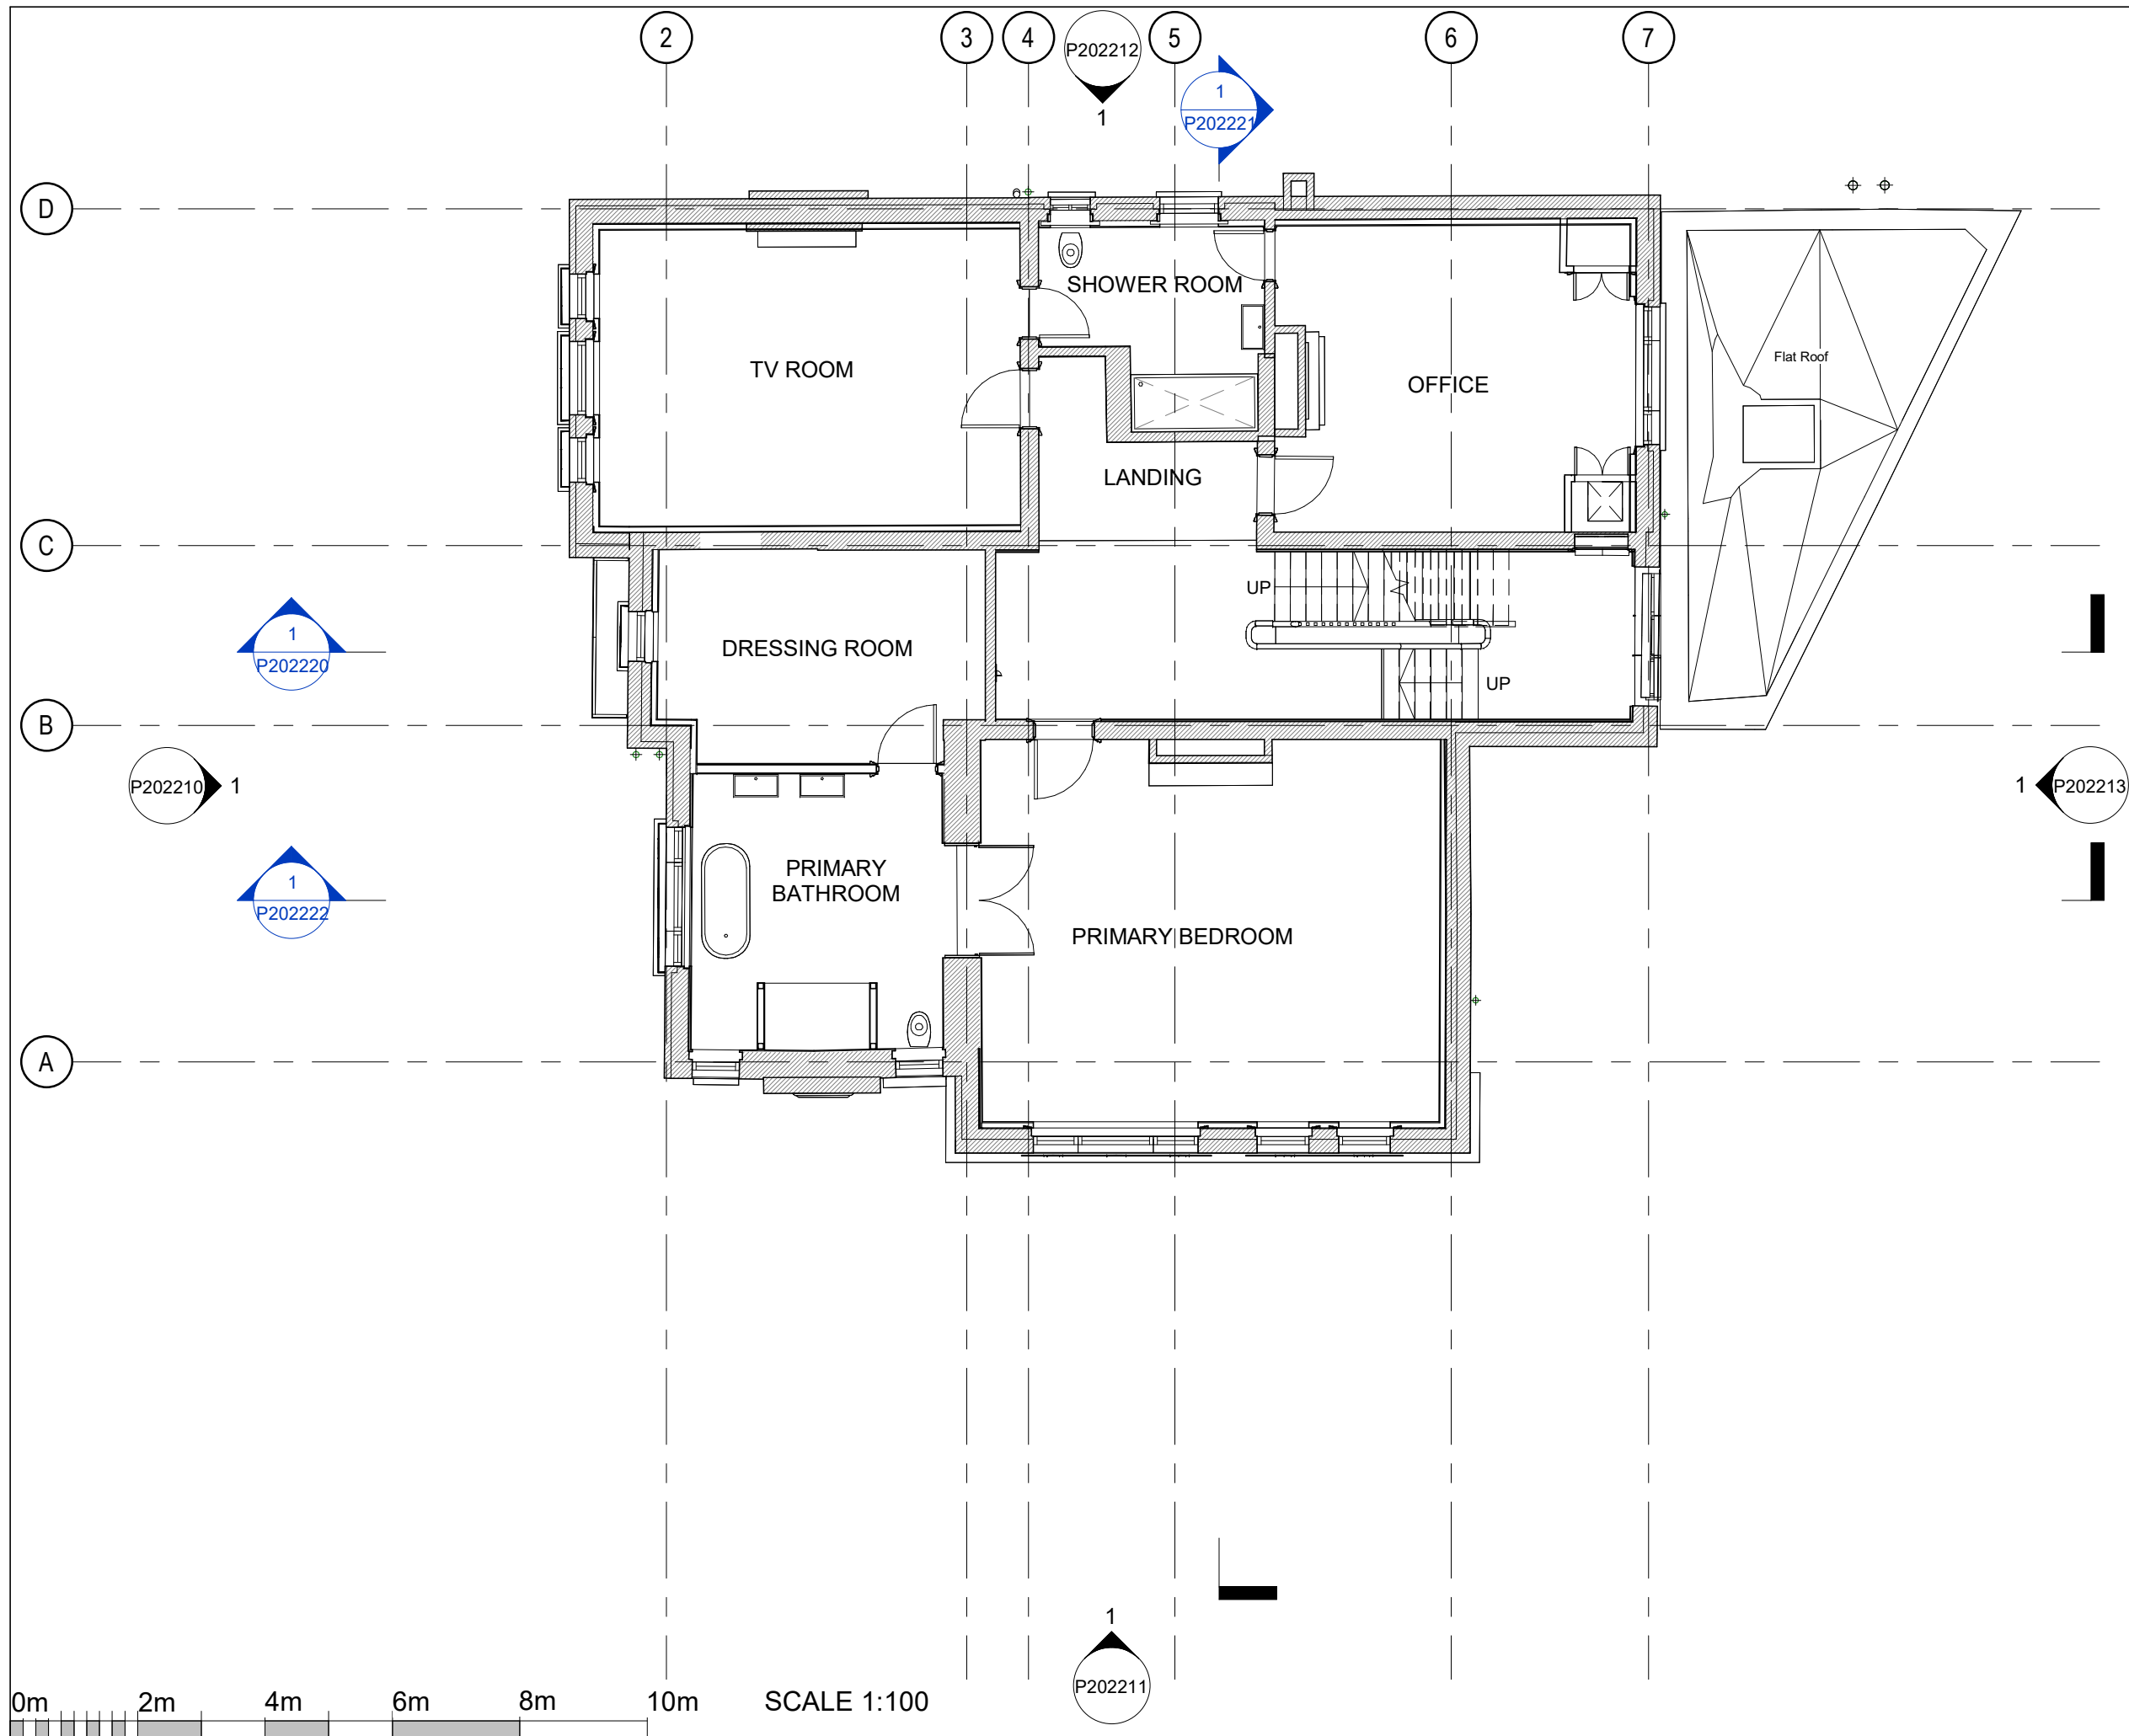 2
3
4
5
6
7
P202212
1
1
P202221
D
SHOWER ROOM
TV ROOM
OFFICE
Flat Roof
LANDING
C
UP
DRESSING ROOM
1
P202220
UP
B
P202210
1
1
P202213
PRIMARY
BATHROOM
1
P202222
PRIMARY BEDROOM
A
1
P202211
0m
2m
4m
6m
8m
10m
SCALE 1:100